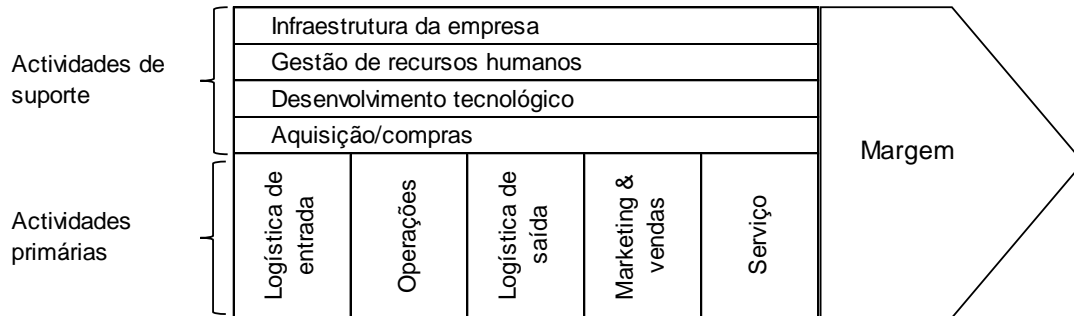 Infraestrutura da empresa
Gestão de recursos humanos
Desenvolvimento tecnológico
Aquisição/compras
Actividades de
suporte
Actividades
primárias
Logística de
entrada
Operações
Logística de
saída
Marketing &
vendas
Serviço
Margem